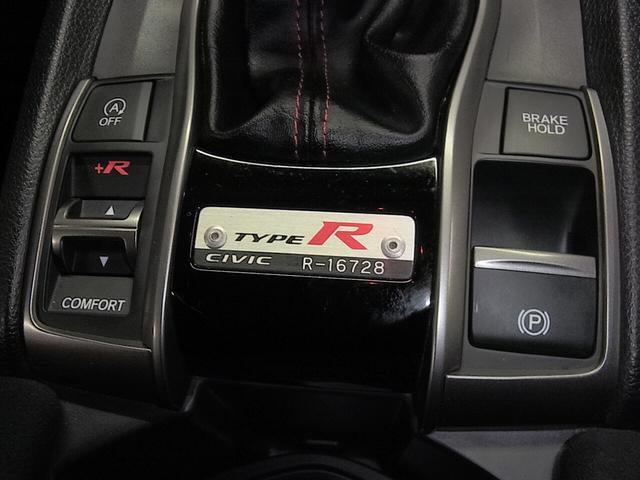 A
OFF
+R
COMFORT
TYPE R
CIVIC R-16728
BRAKE
HOLD
P